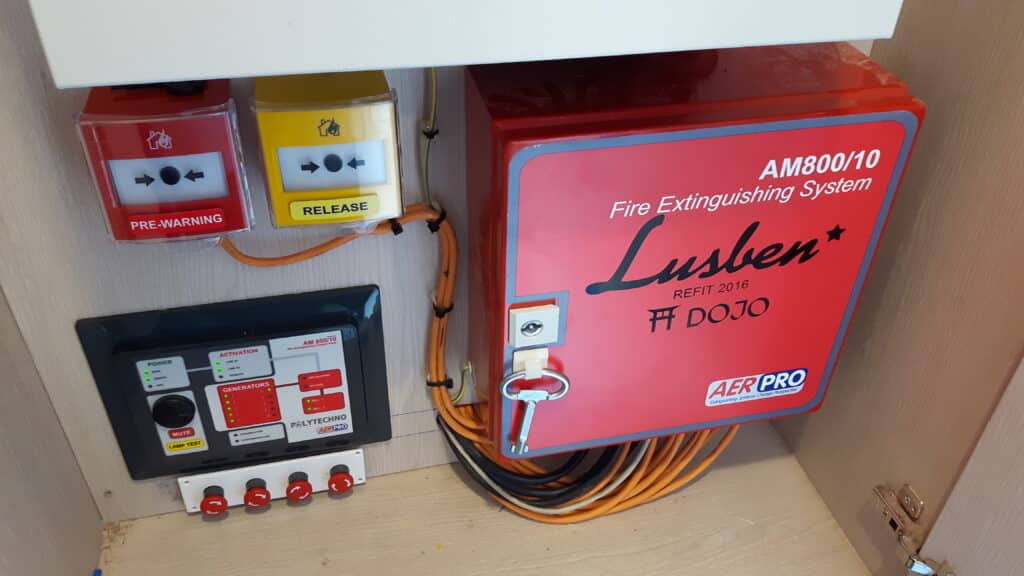 PRE-WARNING
RELEASE
AM800/10
Fire Extinguishing System
Lusben
REFIT 2016
DOJO
AERPRO
POWER
ACTIVATION
AM 800/10
GENERATORS
MUTE
LAMP TEST
POLYTECHNO
AERPRO